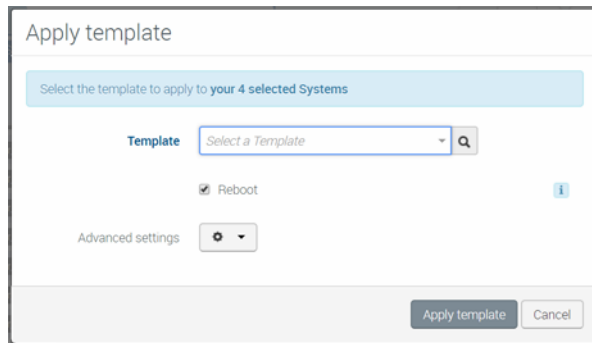 Apply template
Select the template to apply to your 4 selected Systems
Template Select a Template
Reboot i
Advanced settings
Apply template Cancel